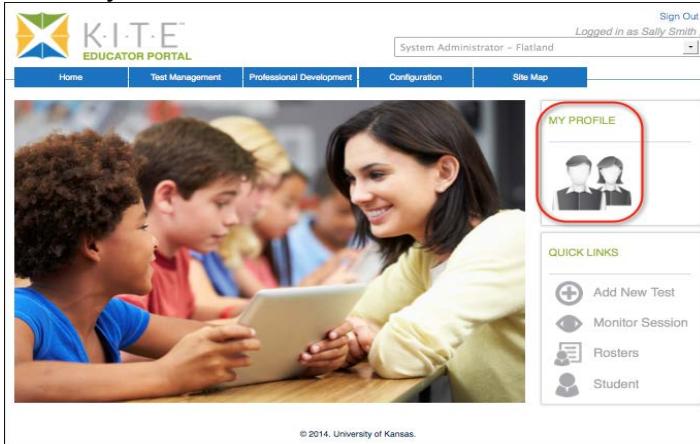 Sign Out
Logged in as Sally Smith
K·I·T·E™
EDUCATOR PORTAL
System Administrator – Flatland
Home Test Management Professional Development Configuration Site Map
MY PROFILE
QUICK LINKS
Add New Test
Monitor Session
Rosters
Student
© 2014. University of Kansas.